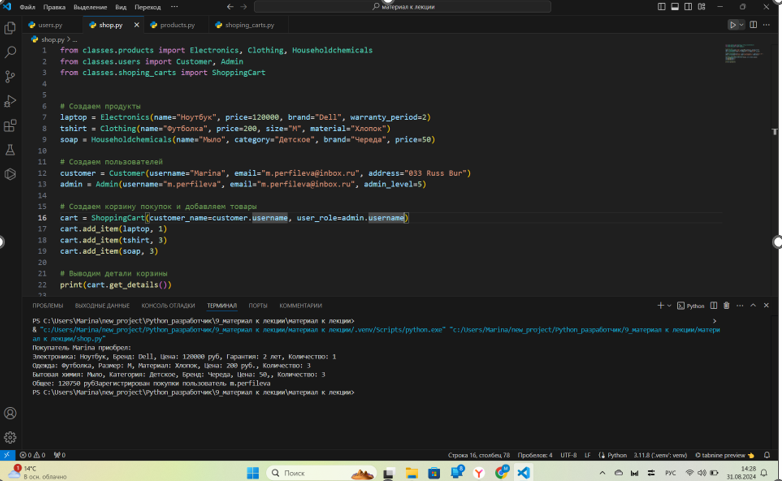 Файл Правка Выделение Вид Переход ···
материал к лекции
users.py shop.py products.py shoping_carts.py
shop.py > ...
1 from classes.products import Electronics, Clothing, Householdchemicals
2 from classes.users import Customer, Admin
3 from classes.shoping_carts import ShoppingCart
4
5
6 # Создаем продукты
7 laptop = Electronics(name="Ноутбук", price=120000, brand="Dell", warranty_period=2)
8 tshirt = Clothing(name="Футболка", price=200, size="M", material="Хлопок")
9 soap = Householdchemicals(name="Мыло", category="Детское", brand="Череда", price=50)
10
11 # Создаем пользователей
12 customer = Customer(username="Marina", email="m.perfileva@inbox.ru", address="033 Russ Bur")
13 admin = Admin(username="m.perfileva", email="m.perfileva@inbox.ru", admin_level=5)
14
15 # Создаем корзину покупок и добавляем товары
16 cart = ShoppingCart(customer_name=customer.username, user_role=admin.username)
17 cart.add_item(laptop, 1)
18 cart.add_item(tshirt, 3)
19 cart.add_item(soap, 3)
20
21 # Выводим детали корзины
22 print(cart.get_details())
23
ПРОБЛЕМЫ ВЫХОДНЫЕ ДАННЫЕ КОНСОЛЬ ОТЛАДКИ ТЕРМИНАЛ ПОРТЫ КОММЕНТАРИИ
Python
PS C:\Users\Marina\new_project\Python_разработчик\9_материал к лекции\материал к лекции>
& "c:/Users/Marina/new_project/Python_разработчик/9_материал к лекции/материал к лекции/.venv/Scripts/python.exe" "c:/Users/Marina/new_project/Python_разработчик/9_материал к лекции/матери
ал к лекции/shop.py"
Покупатель Marina приобрел:
Электроника: Ноутбук, Бренд: Dell, Цена: 120000 руб, Гарантия: 2 лет, Количество: 1
Одежда: Футболка, Размер: M, Материал: Хлопок, Цена: 200 руб., Количество: 3
Бытовая химия: Мыло, Категория: Детское, Бренд: Череда, Цена: 50,, Количество: 3
Общее: 120750 рубЗарегистрирован покупки пользователь m.perfileva
PS C:\Users\Marina\new_project\Python_разработчик\9_материал к лекции\материал к лекции>
0 0 0 Строка 16, столбец 78 Пробелов: 4 UTF-8 LF Python 3.11.8 ('.venv': venv) tabnine preview
1 14°C
В осн. облачно
Поиск
РУС
14:28
31.08.2024